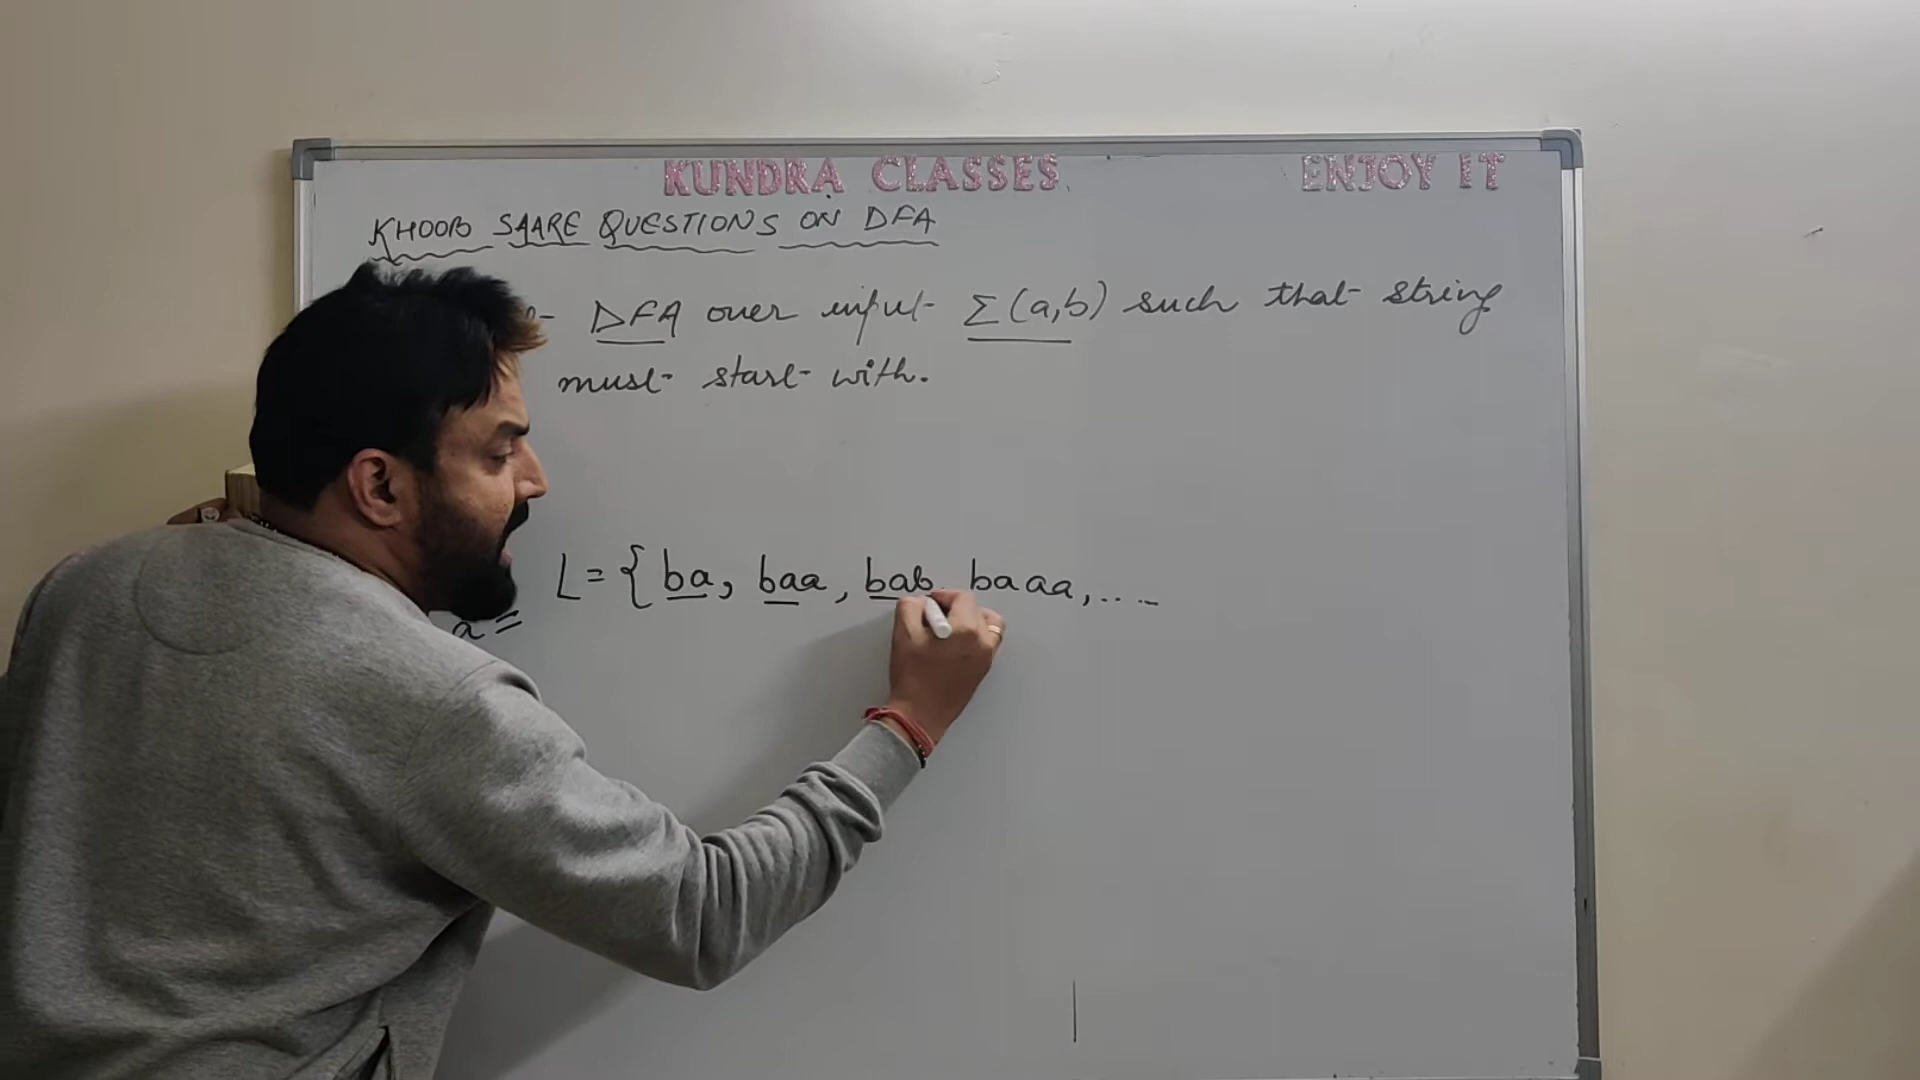 KUNDRA CLASSES ENJOY IT
KHOOB SAARE QUESTIONS ON DFA
DFA over input Σ(a,b) such that string
must start with.
L = { ba, baa, bab, baaa, ....
a =